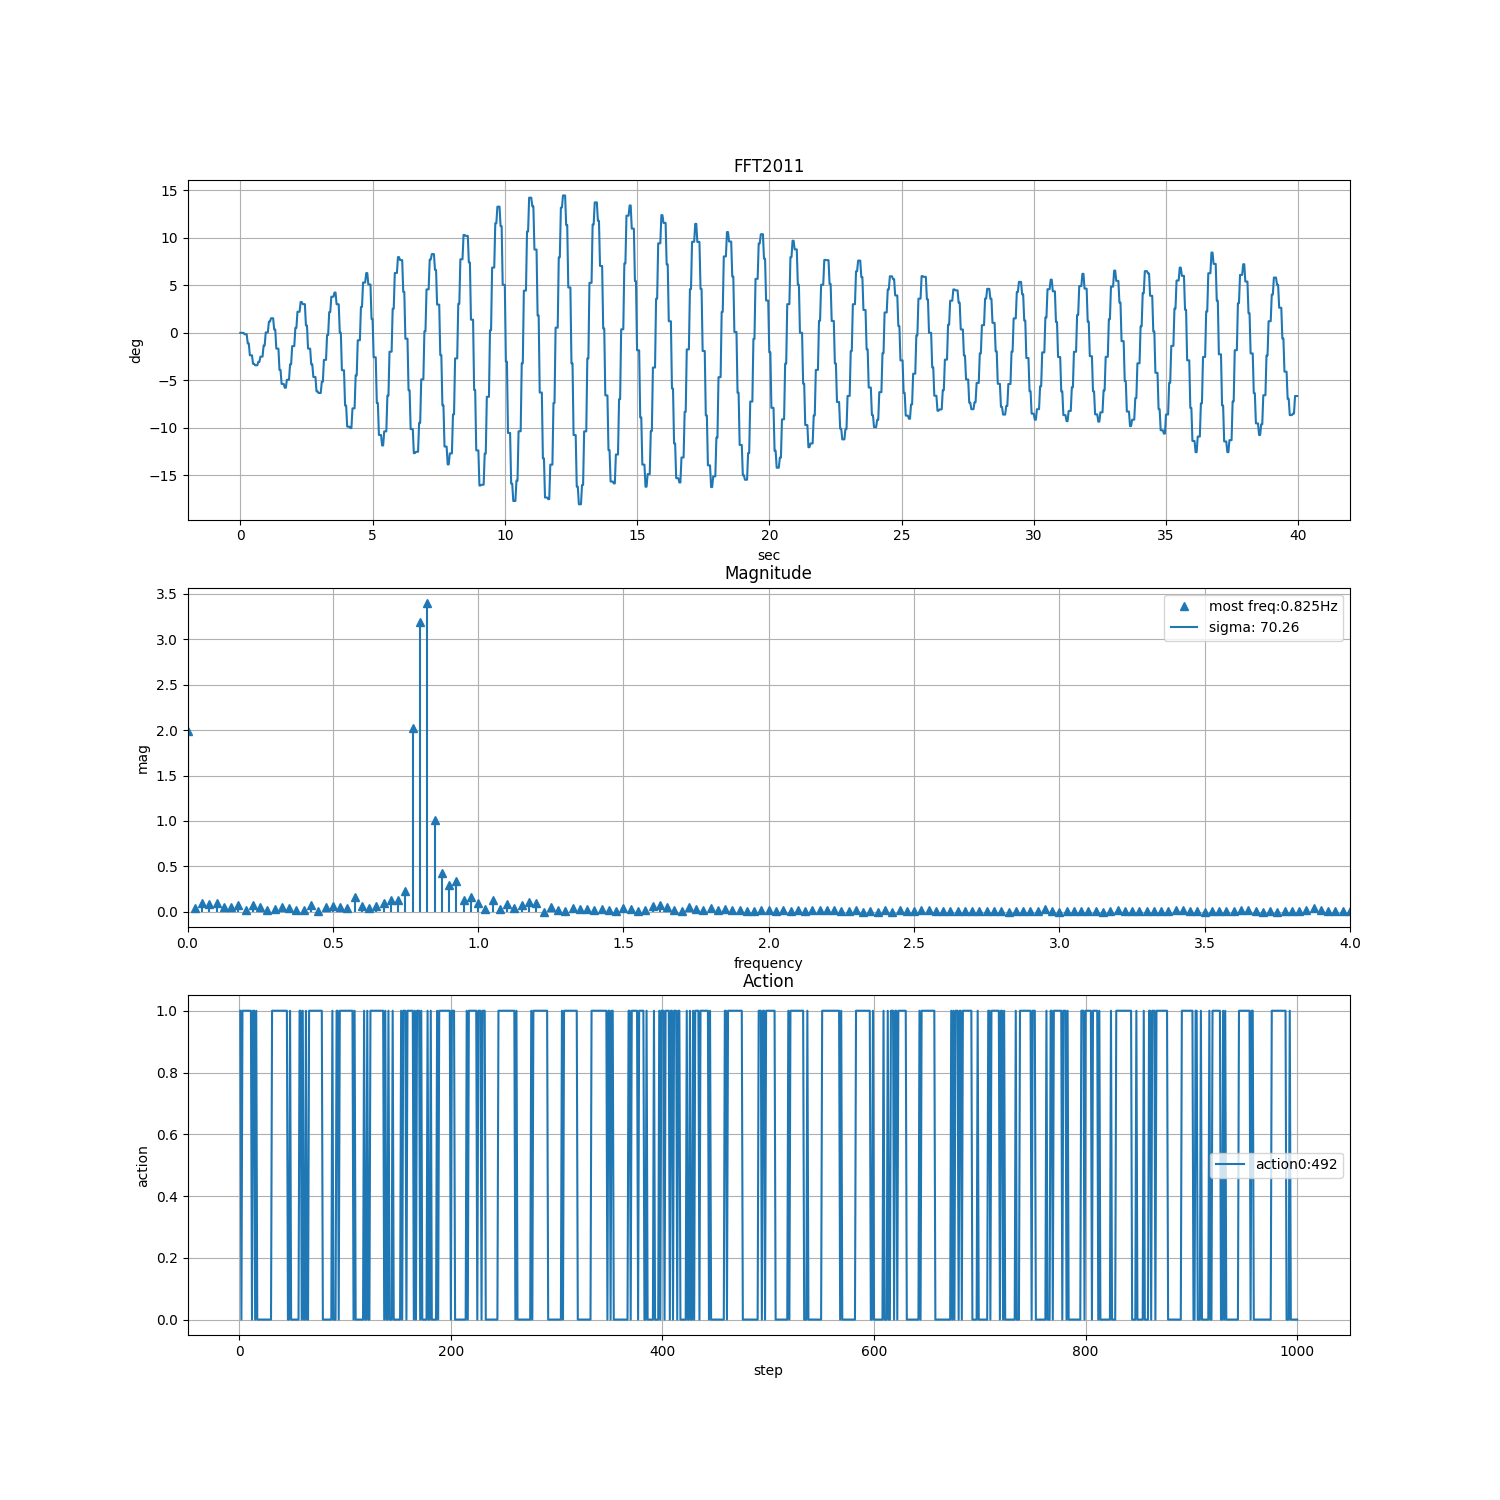 FFT2011
15
10
5
0
−5
−10
−15
deg
0 5 10 15 20 25 30 35 40
sec
Magnitude
3.5
3.0
2.5
2.0
1.5
1.0
0.5
0.0
mag
most freq:0.825Hz
sigma: 70.26
0.0 0.5 1.0 1.5 2.0 2.5 3.0 3.5 4.0
frequency
Action
1.0
0.8
0.6
0.4
0.2
0.0
action
action0:492
0 200 400 600 800 1000
step